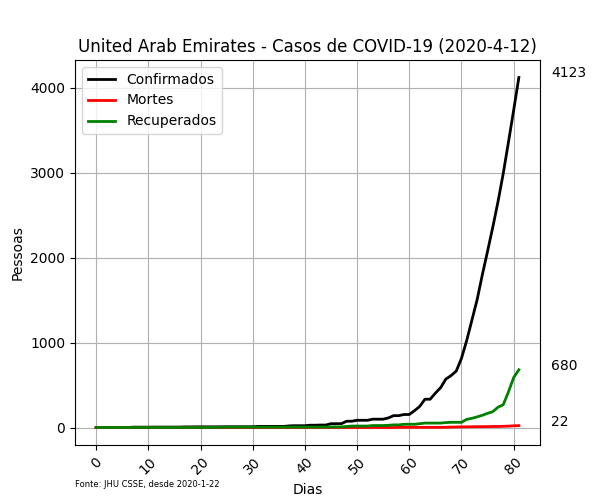 United Arab Emirates - Casos de COVID-19 (2020-4-12)
Confirmados
Mortes
Recuperados
4123
680
22
Pessoas
4000
3000
2000
1000
0
0 10 20 30 40 50 60 70 80
Dias
Fonte: JHU CSSE, desde 2020-1-22